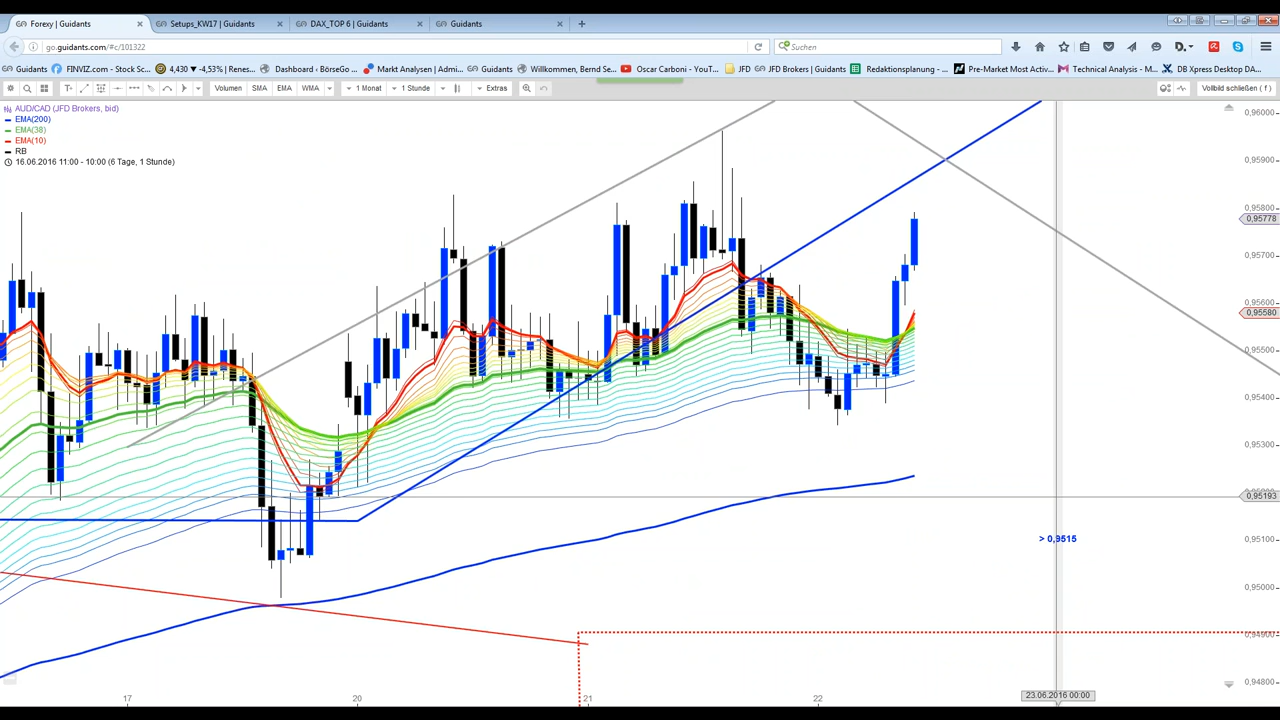 Forexy | Guidants
Setups_KW17 | Guidants
DAX_TOP 6 | Guidants
Guidants
go.guidants.com/#c/101322
Suchen
Guidants
FINVIZ.com - Stock Sc...
4,430 ▼ -4,53% | Renes...
Dashboard ‹ BörseGo ...
Markt Analysen | Admi...
Guidants
Willkommen, Bernd Se...
Oscar Carboni - You'...
JFD
JFD Brokers | Guidants
Redaktionsplanung - ...
Pre-Market Most Activ...
Technical Analysis - M...
DB Xpress Desktop DA...
Volumen
SMA
EMA
WMA
1 Monat
1 Stunde
Extras
Vollbild schließen ( f )
AUD/CAD (JFD Brokers, bid)
EMA(200)
EMA(38)
EMA(10)
RB
16.06.2016 11:00 - 10:00 (6 Tage, 1 Stunde)
0,96000
0,95900
0,95800
0,95778
0,95700
0,95600
0,95580
0,95500
0,95400
0,95300
0,95193
> 0,9515
0,95100
0,95000
0,94900
0,94800
17
20
21
22
23.06.2016 00:00